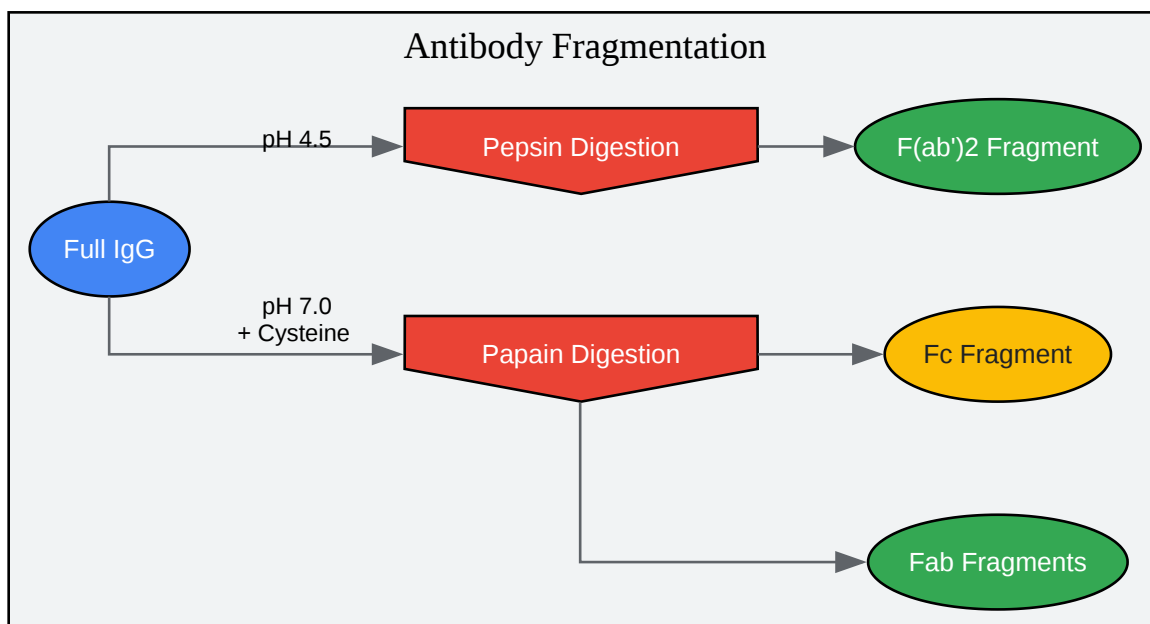 Antibody Fragmentation
pH 4.5
Pepsin Digestion
F(ab')2 Fragment
Full IgG
pH 7.0
+ Cysteine
Papain Digestion
Fc Fragment
Fab Fragments